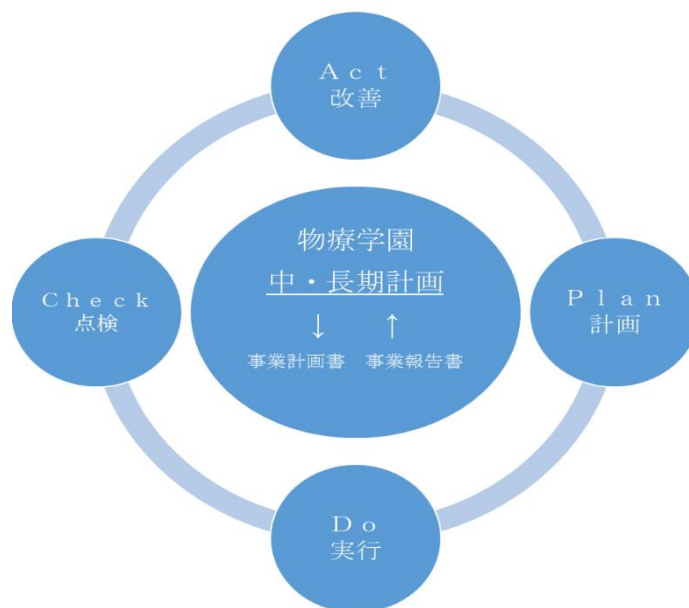 Ａｃｔ
改善
物療学園
中・長期計画
↓ ↑
事業計画書 事業報告書
Ｃｈｅｃｋ
点検
Ｐｌａｎ
計画
Ｄｏ
実行